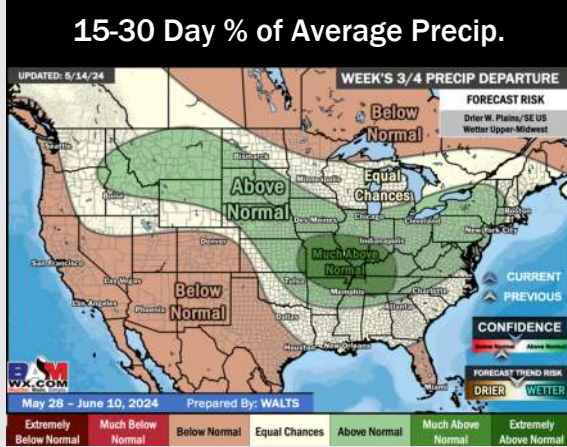 15-30 Day % of Average Precip.
UPDATED: 5/14/24
WEEK'S 3/4 PRECIP DEPARTURE
FORECAST RISK
Drier W. Plains/SE US
Wetter Upper-Midwest
Below
Normal
Seattle
Bismarck
Minneapolis
Equal
Chances
Above
Normal
Boise
Boston
Des Moines
Chicago
Cleveland
New York City
Indianapolis
Denver
San Francisco
Much Above
Normal
CURRENT
Las Vegas
Below
Normal
Tulsa
Memphis
Charlotte
PREVIOUS
Los Angeles
Phoenix
Atlanta
Dallas
CONFIDENCE
Below Normal
Above Normal
Houston
New Orleans
FORECAST TREND RISK
DRIER
WETTER
Miami
BAM
WX.COM
May 28 – June 10, 2024
Prepared By: WALTS
Extremely
Below Normal
Much Below
Normal
Below Normal
Equal Chances
Above Normal
Much Above
Normal
Extremely
Above Normal